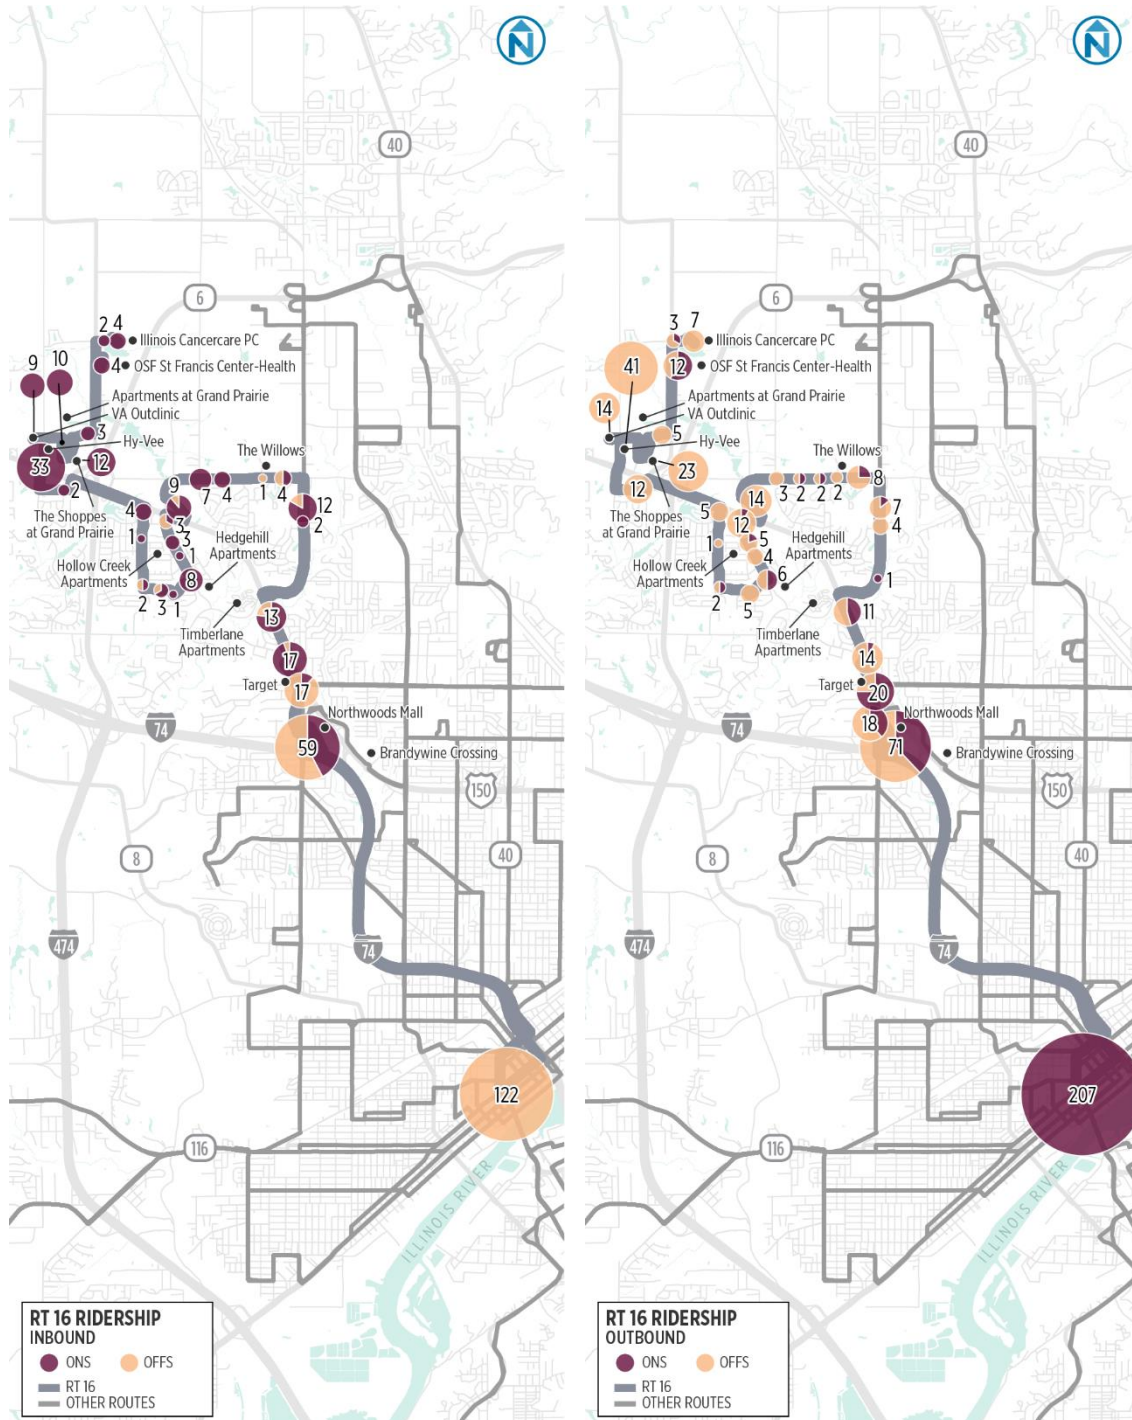 N
40
6
2 4
Illinois Cancercare PC
4
OSF St Francis Center-Health
9
10
Apartments at Grand Prairie
VA Outclinic
3
Hy-Vee
33
12
The Willows
2
9
7
4
1
4
12
4
The Shoppes
at Grand Prairie
3
2
1
3
Hedgehill
Apartments
Hollow Creek
Apartments
1
8
2
3
1
13
Timberlane
Apartments
17
Target
17
Northwoods Mall
74
59
Brandywine Crossing
150
8
40
474
74
122
116
ILLINOIS RIVER
RT 16 RIDERSHIP
INBOUND
ONS
OFFS
RT 16
OTHER ROUTES
N
40
6
3
7
Illinois Cancercare PC
12
OSF St Francis Center-Health
41
Apartments at Grand Prairie
14
VA Outclinic
5
Hy-Vee
23
The Willows
12
14
3
2
2
2
8
7
5
12
4
The Shoppes
at Grand Prairie
1
5
Hedgehill
Apartments
Hollow Creek
Apartments
4
6
2
5
1
11
Timberlane
Apartments
14
Target
20
Northwoods Mall
18
74
71
Brandywine Crossing
150
8
40
474
74
207
116
ILLINOIS RIVER
RT 16 RIDERSHIP
OUTBOUND
ONS
OFFS
RT 16
OTHER ROUTES